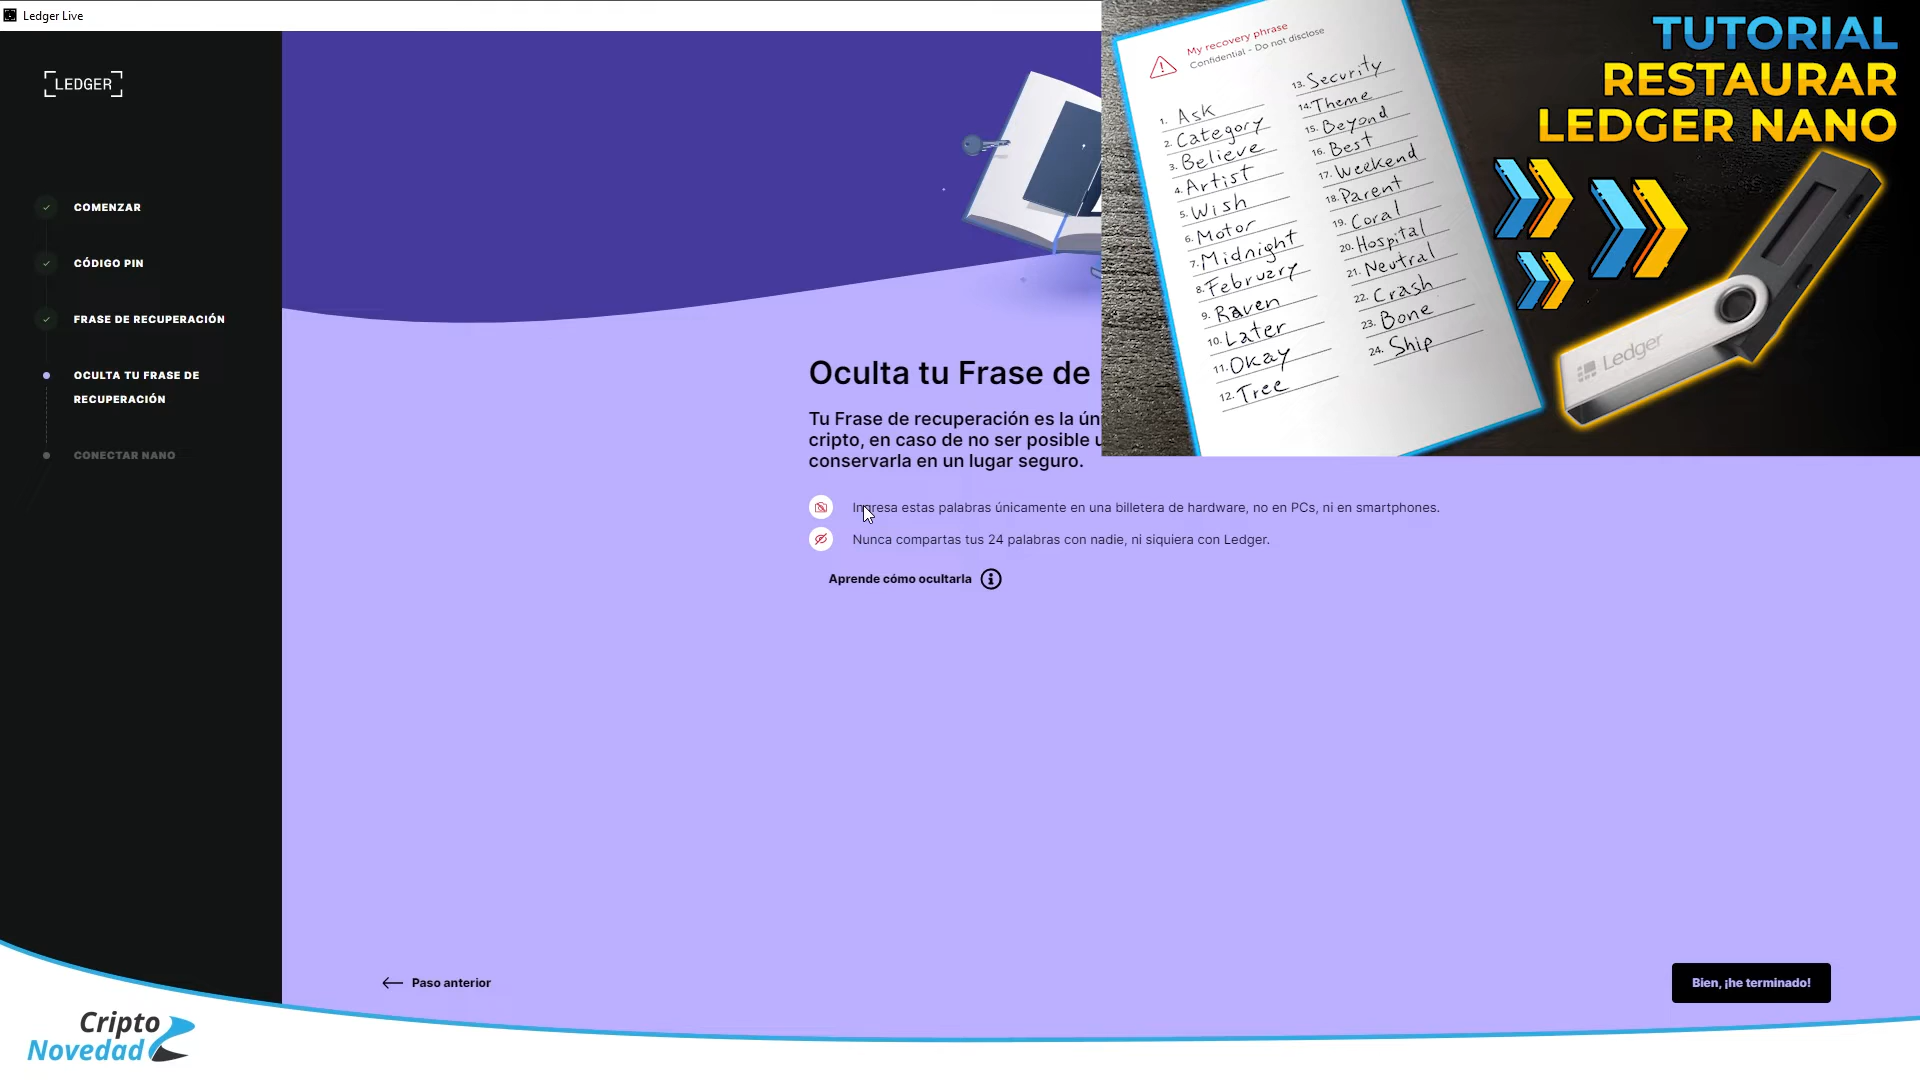 Ledger Live
LEDGER
COMENZAR
CÓDIGO PIN
FRASE DE RECUPERACIÓN
OCULTA TU FRASE DE
RECUPERACIÓN
CONECTAR NANO
Oculta tu Frase de
Tu Frase de recuperación es la ún
cripto, en caso de no ser posible u
conservarla en un lugar seguro.
Ingresa estas palabras únicamente en una billetera de hardware, no en PCs, ni en smartphones.
Nunca compartas tus 24 palabras con nadie, ni siquiera con Ledger.
Aprende cómo ocultarla
Paso anterior
Bien, ¡he terminado!
My recovery phrase
Confidential - Do not disclose
1. Ask
2. Category
3. Believe
4. Artist
5. Wish
6. Motor
7. Midnight
8. February
9. Raven
10. Later
11. Okay
12. Tree
13. Security
14. Theme
15. Beyond
16. Best
17. Weekend
18. Parent
19. Coral
20. Hospital
21. Neutral
22. Crash
23. Bone
24. Ship
TUTORIAL
RESTAURAR
LEDGER NANO
Ledger
Cripto
Novedad